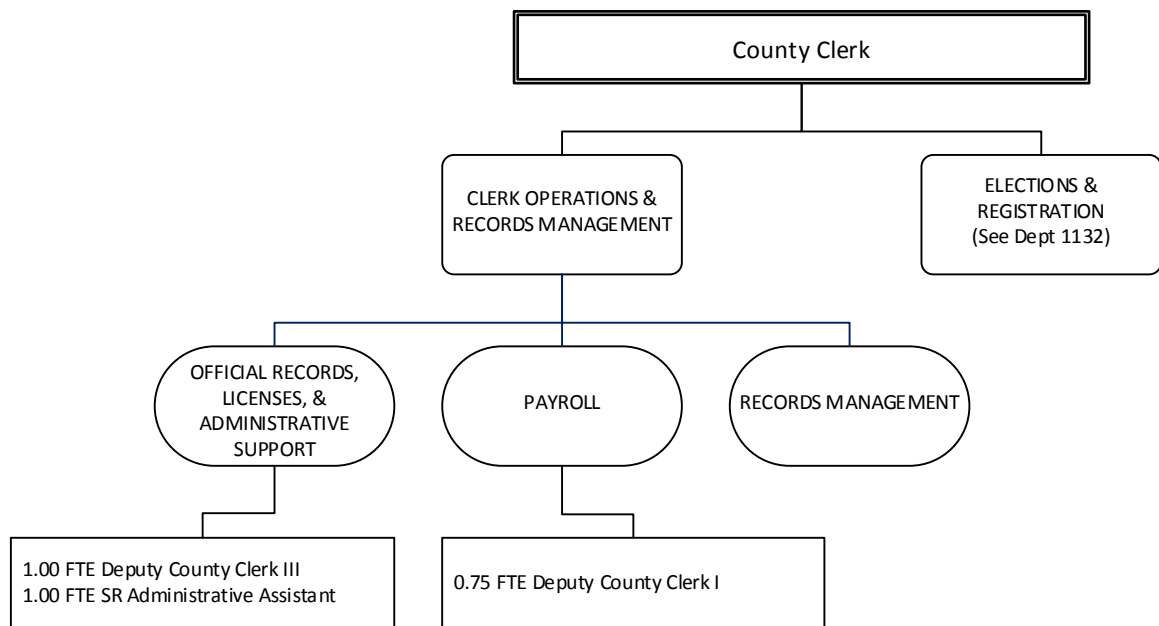 County Clerk
CLERK OPERATIONS &
RECORDS MANAGEMENT
ELECTIONS &
REGISTRATION
(See Dept 1132)
OFFICIAL RECORDS,
LICENSES, &
ADMINISTRATIVE
SUPPORT
PAYROLL
RECORDS MANAGEMENT
1.00 FTE Deputy County Clerk III
1.00 FTE SR Administrative Assistant
0.75 FTE Deputy County Clerk I